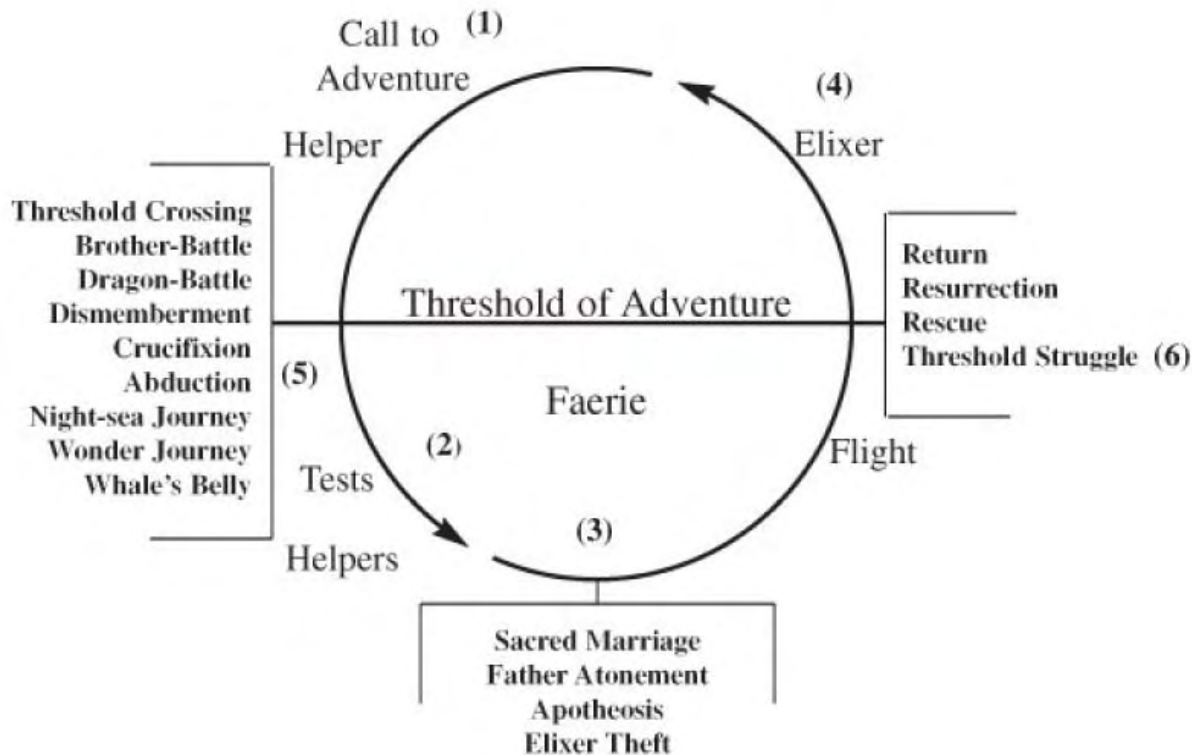 Call to (1)
Adventure
(4)
Helper
Elixer
Threshold Crossing
Brother-Battle
Dragon-Battle
Dismemberment
Crucifixion
Abduction
Night-sea Journey
Wonder Journey
Whale's Belly
(5)
Threshold of Adventure
Faerie
Return
Resurrection
Rescue
Threshold Struggle (6)
(2)
Tests
Flight
Helpers
(3)
Sacred Marriage
Father Atonement
Apotheosis
Elixer Theft